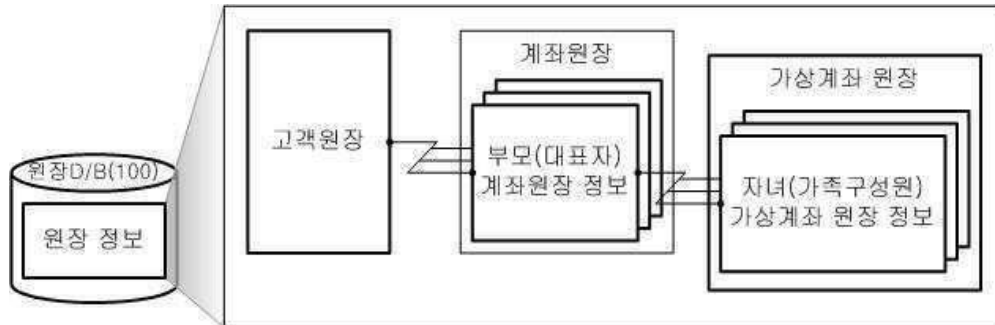 원장D/B(100)
원장 정보
고객원장
계좌원장
부모(대표자)
계좌원장 정보
가상계좌 원장
자녀(가족구성원)
가상계좌 원장 정보